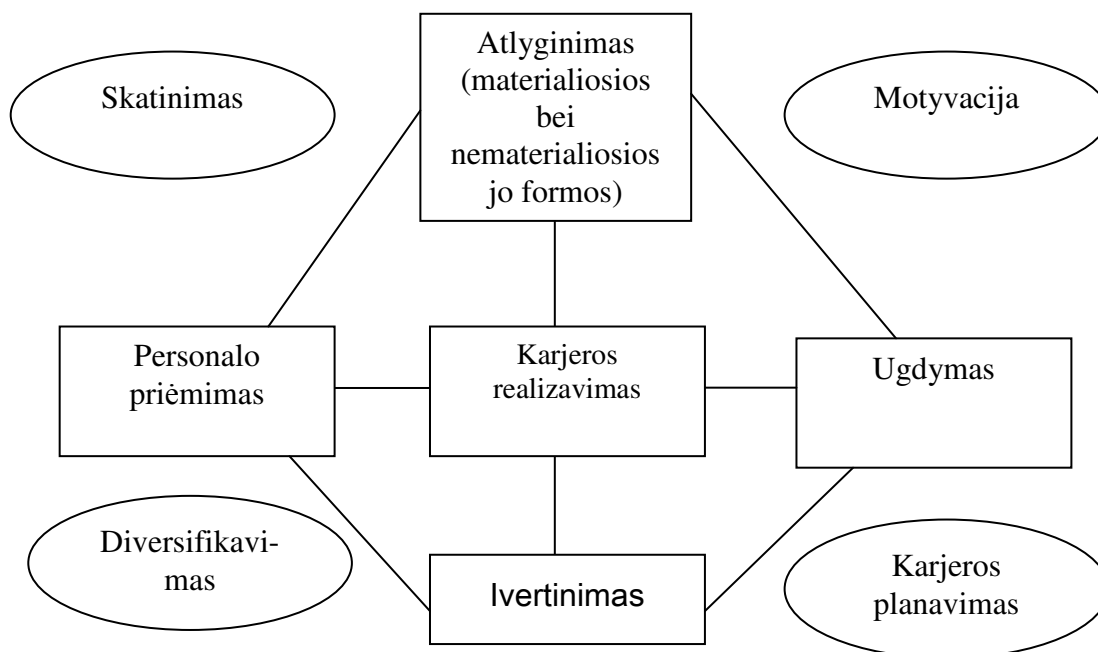 Skatinimas
Atlyginimas
(materialiosios
bei
nematerialiosios
jo formos)
Motyvacija
Personalo
priėmimas
Karjeros
realizavimas
Ugdymas
Diversifikavi-
mas
Ivertinimas
Karjeros
planavimas